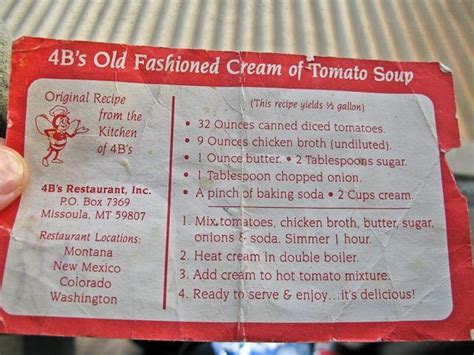 4B's Old Fashioned Cream of Tomato Soup
Original Recipe
from the
Kitchen
of 4B's
4B's Restaurant, Inc.
P.O. Box 7369
Missoula, MT 59807
Restaurant Locations:
Montana
New Mexico
Colorado
Washington
(This recipe yields ½ gallon)
• 32 Ounces canned diced tomatoes.
• 9 Ounces chicken broth (undiluted).
• 1 Ounce butter. • 2 Tablespoons sugar.
• 1 Tablespoon chopped onion.
• A pinch of baking soda • 2 Cups cream.
1. Mix tomatoes, chicken broth, butter, sugar,
onions & soda. Simmer 1 hour.
2. Heat cream in double boiler.
3. Add cream to hot tomato mixture.
4. Ready to serve & enjoy...it's delicious!